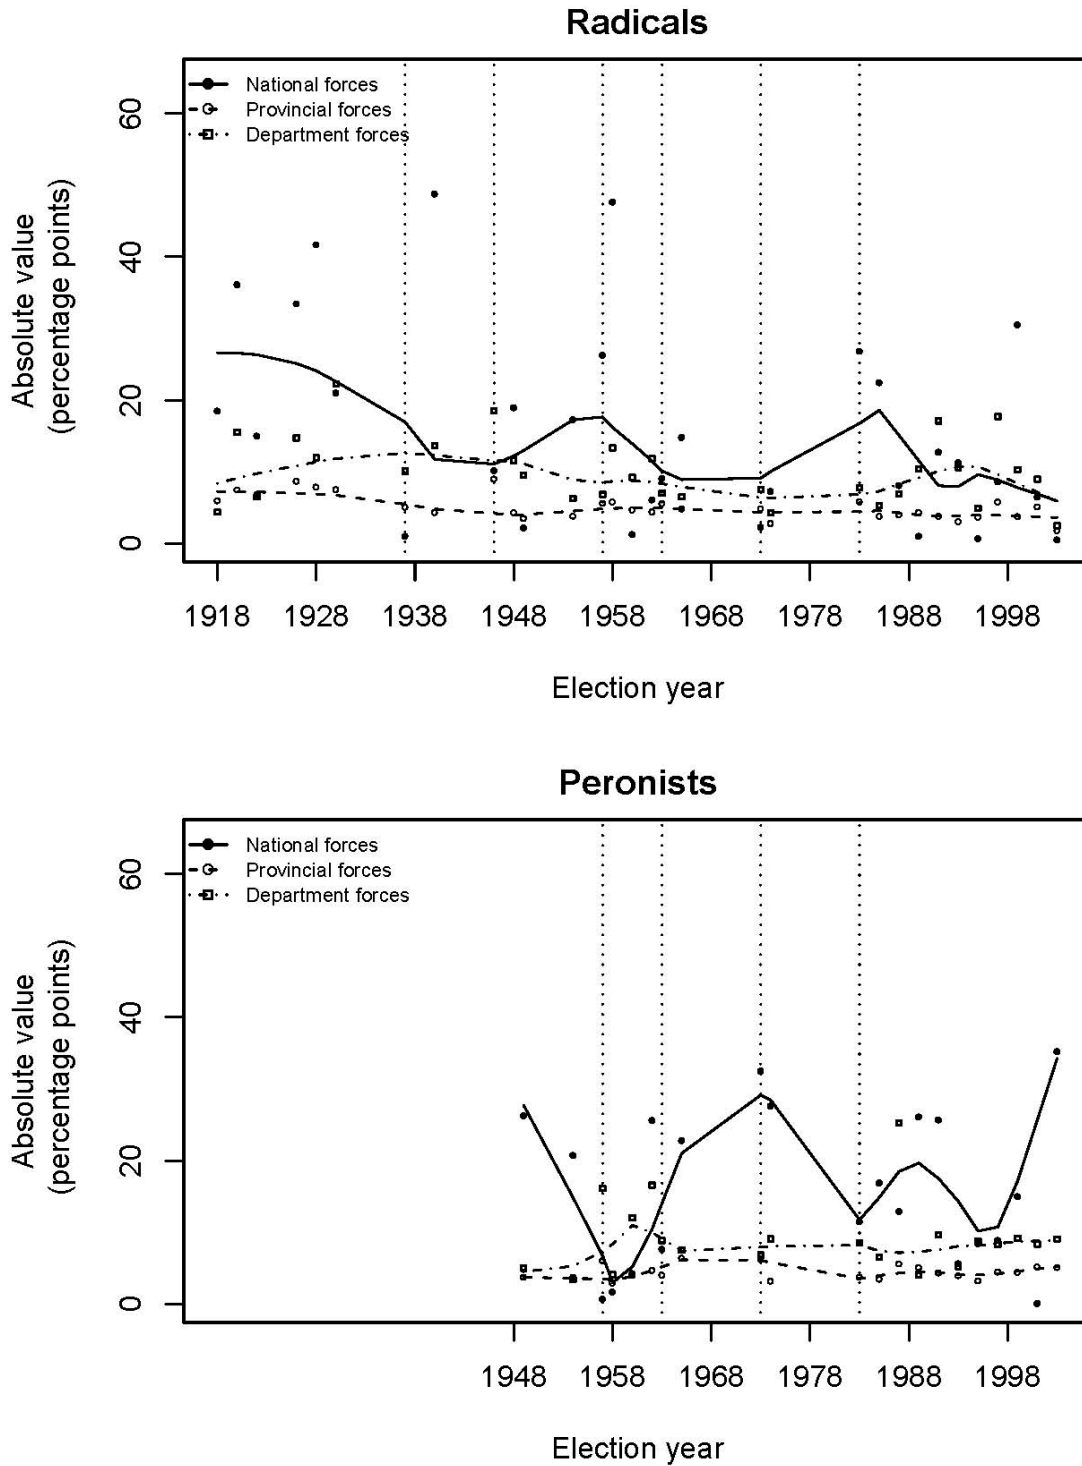 Radicals
National forces
Provincial forces
Department forces
Absolute value
(percentage points)
60
40
20
0
1918 1928 1938 1948 1958 1968 1978 1988 1998
Election year
Peronists
National forces
Provincial forces
Department forces
Absolute value
(percentage points)
60
40
20
0
1948 1958 1968 1978 1988 1998
Election year